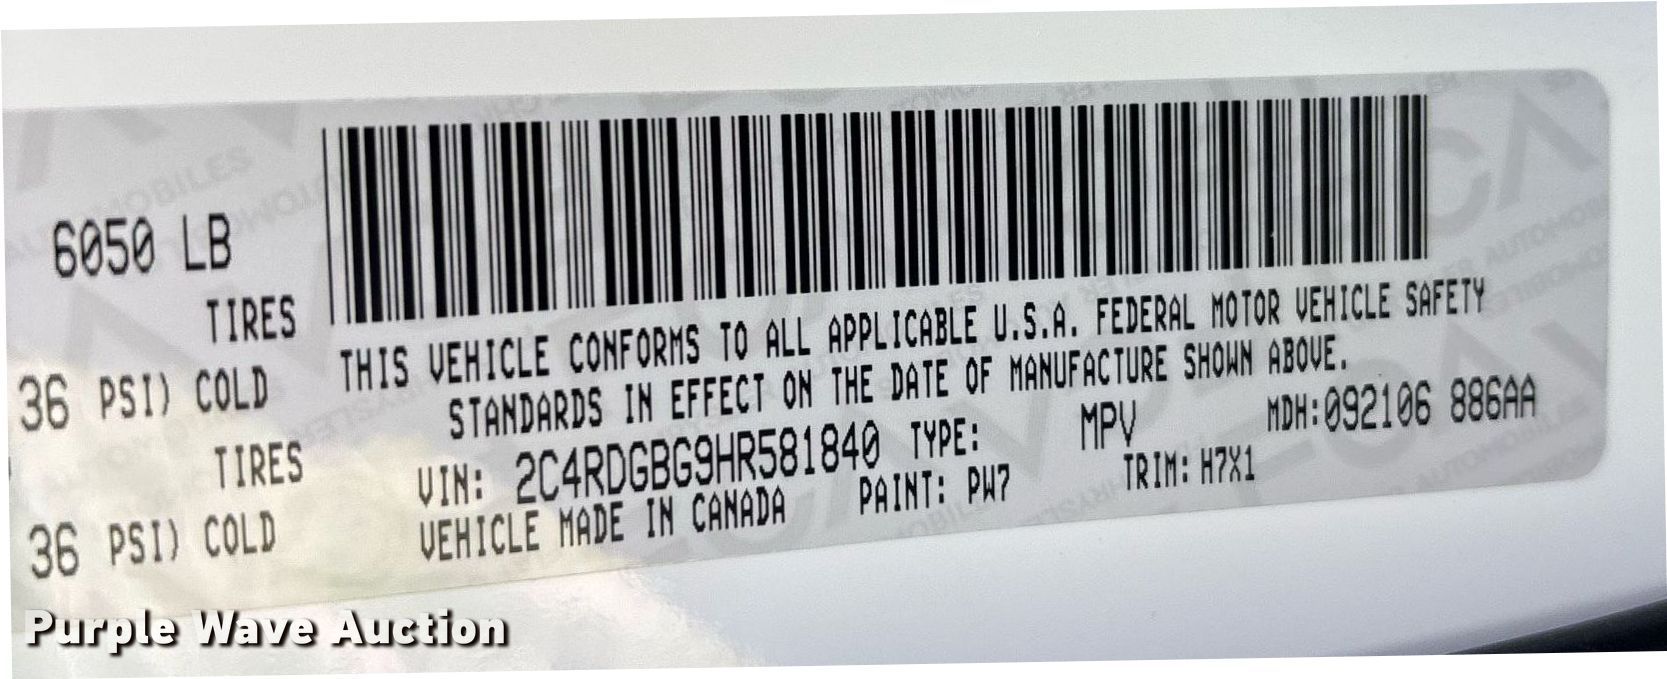 6050 LB
TIRES
36 PSI) COLD
TIRES
36 PSI) COLD
THIS VEHICLE CONFORMS TO ALL APPLICABLE U.S.A. FEDERAL MOTOR VEHICLE SAFETY
STANDARDS IN EFFECT ON THE DATE OF MANUFACTURE SHOWN ABOVE.
VIN: 2C4RDGBG9HR581840 TYPE: MPV MDH:092106 886AA
VEHICLE MADE IN CANADA PAINT: PW7 TRIM: H7X1
Purple Wave Auction